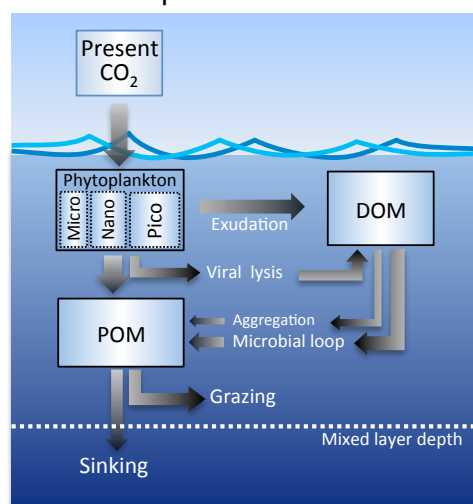 Present
CO₂
Phytoplankton
Micro
Nano
Pico
Exudation
DOM
Viral lysis
Aggregation
Microbial loop
POM
Grazing
Mixed layer depth
Sinking